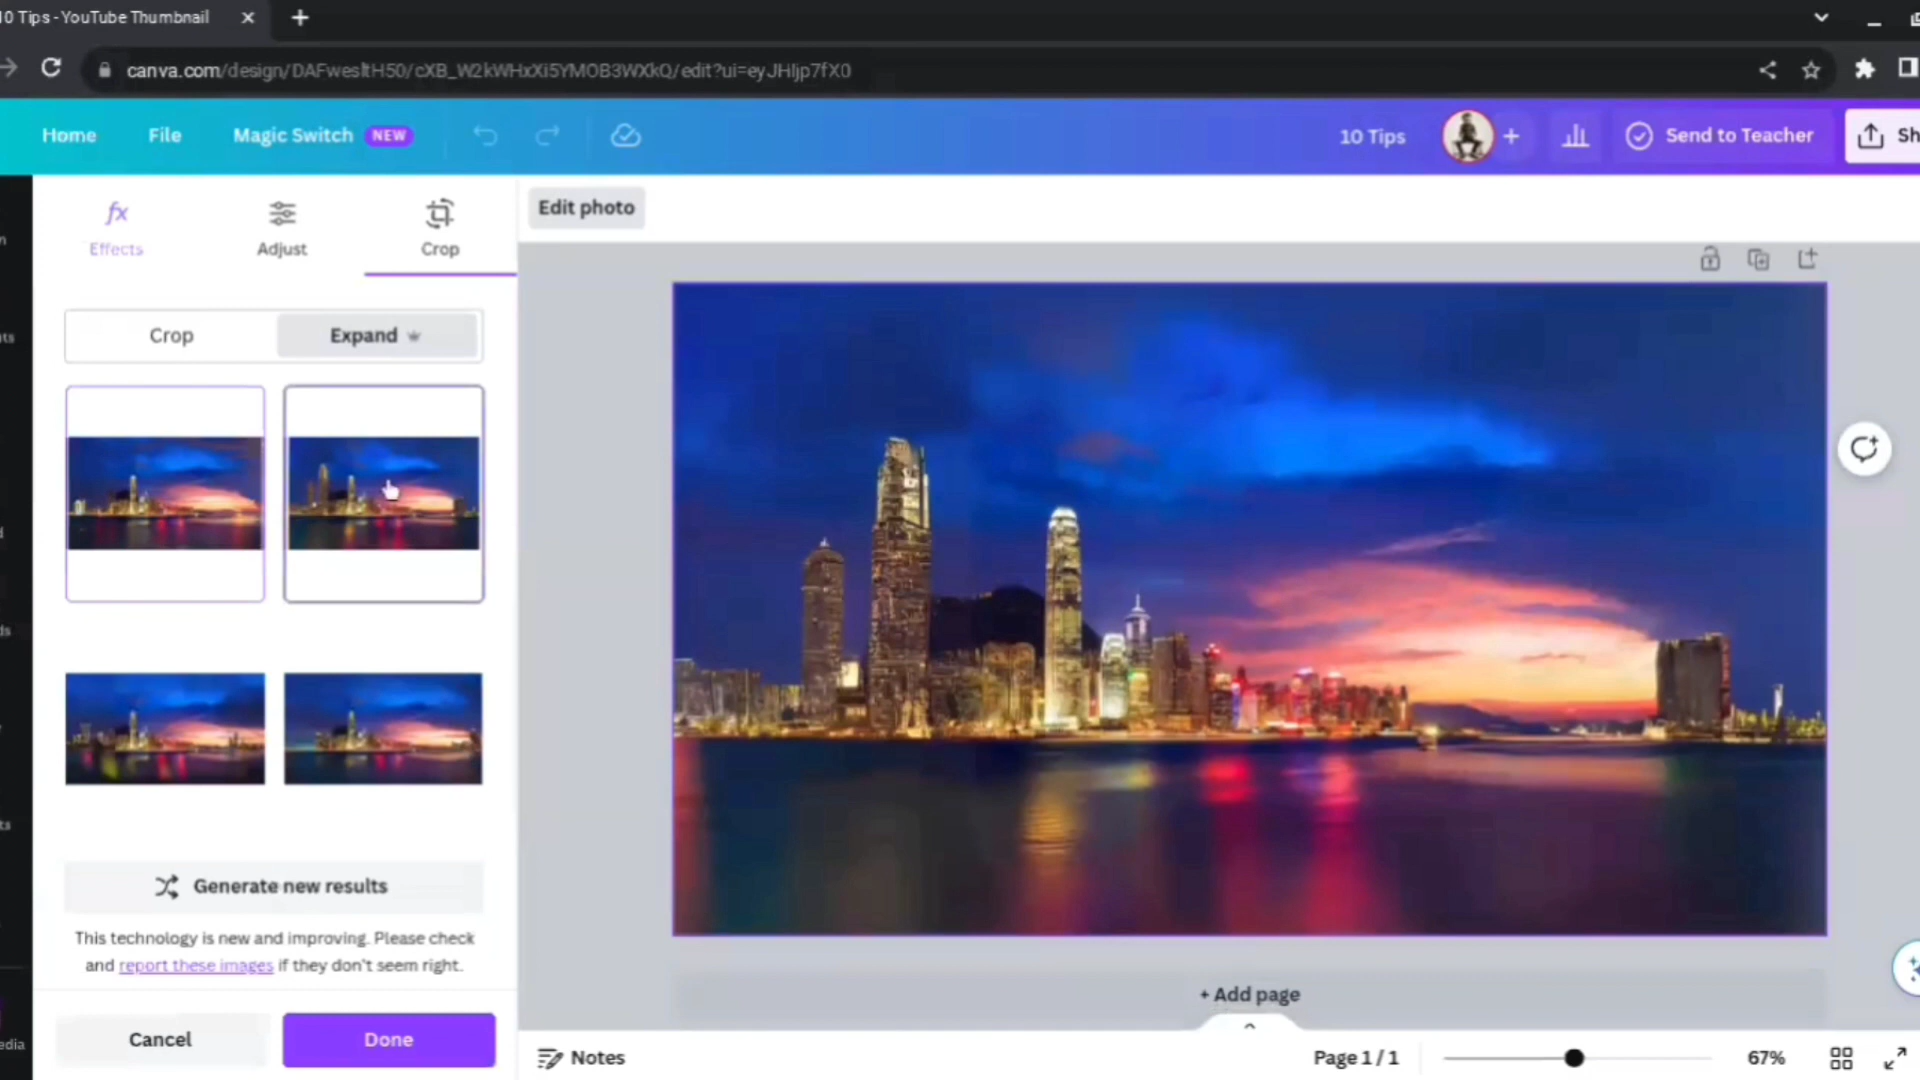 10 Tips - YouTube Thumbnail
canva.com/design/DAFwesltH50/cXB_W2kWHxXi5YMOB3WXkQ/edit?ui=eyJHIjp7fX0
Home File Magic Switch NEW 10 Tips Send to Teacher Sh
Effects Adjust Crop
Edit photo
Crop Expand
Generate new results
This technology is new and improving. Please check
and report these images if they don't seem right.
Cancel Done
+ Add page
Notes Page 1 / 1 67%
edia